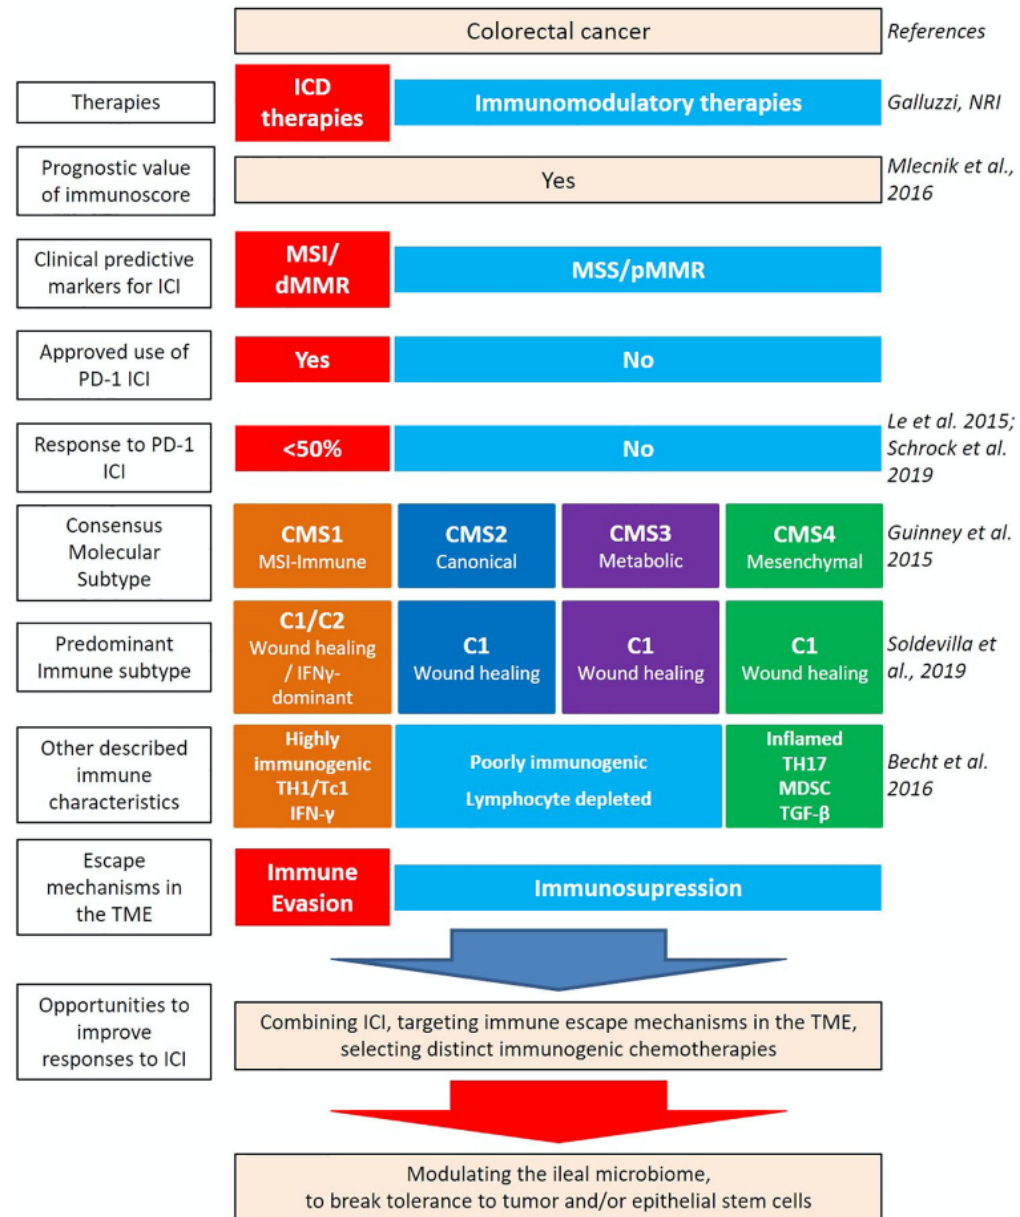 Colorectal cancer
References
Therapies
ICD
therapies
Immunomodulatory therapies
Galluzzi, NRI
Prognostic value
of immunoscore
Yes
Mlecnik et al.,
2016
Clinical predictive
markers for ICI
MSI/
dMMR
MSS/pMMR
Approved use of
PD-1 ICI
Yes
No
Response to PD-1
ICI
<50%
No
Le et al. 2015;
Schrock et al.
2019
Consensus
Molecular
Subtype
CMS1
MSI-Immune
CMS2
Canonical
CMS3
Metabolic
CMS4
Mesenchymal
Guinney et al.
2015
Predominant
Immune subtype
C1/C2
Wound healing
/ IFNγ-
dominant
C1
Wound healing
C1
Wound healing
C1
Wound healing
Soldevilla et
al., 2019
Other described
immune
characteristics
Highly
immunogenic
TH1/Tc1
IFN-γ
Poorly immunogenic
Lymphocyte depleted
Inflamed
TH17
MDSC
TGF-β
Becht et al.
2016
Escape
mechanisms in
the TME
Immune
Evasion
Immunosupression
Opportunities to
improve
responses to ICI
Combining ICI, targeting immune escape mechanisms in the TME,
selecting distinct immunogenic chemotherapies
Modulating the ileal microbiome,
to break tolerance to tumor and/or epithelial stem cells